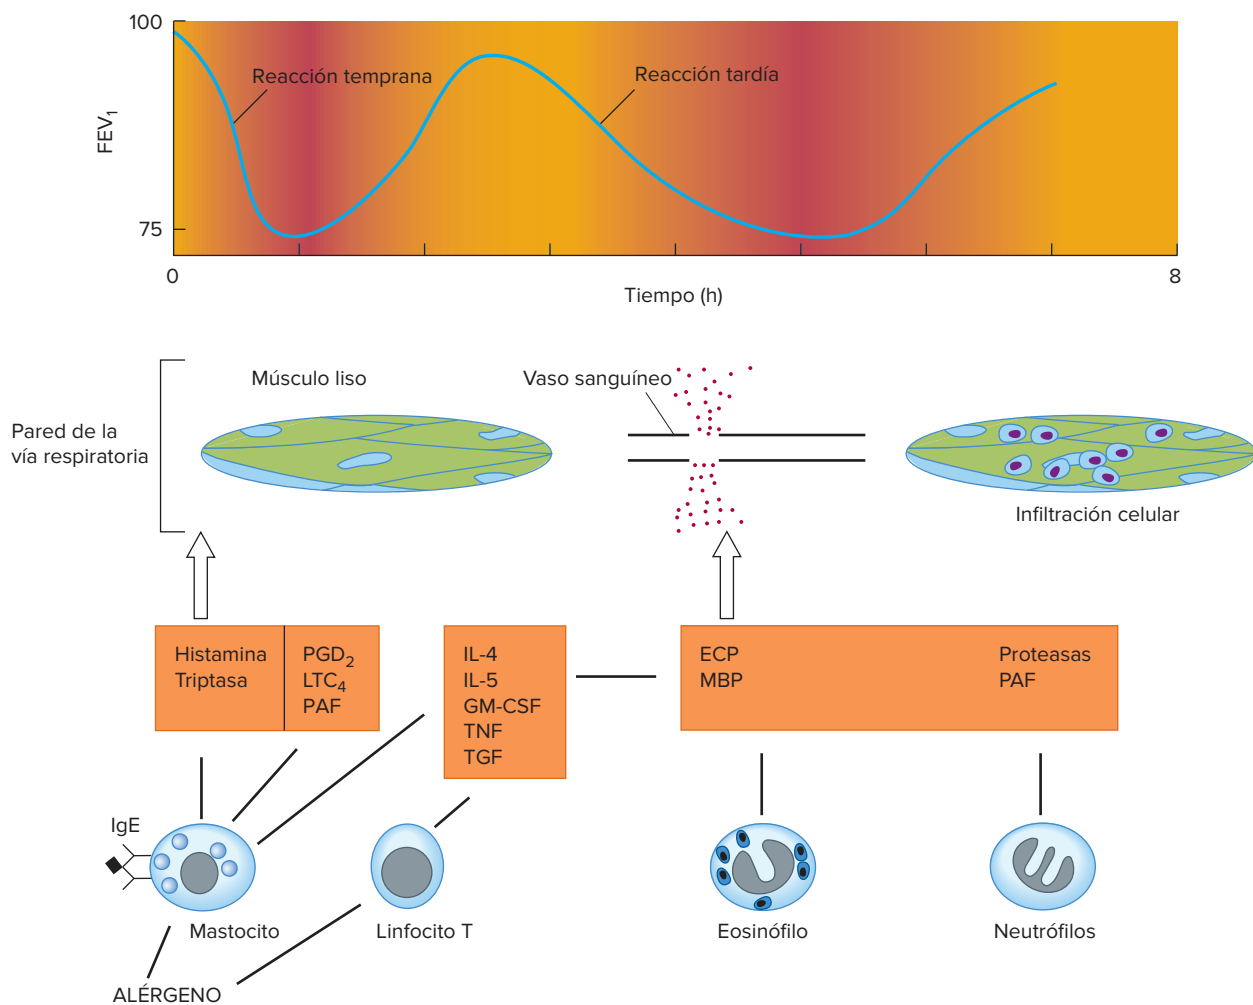 100
Reacción temprana
Reacción tardía
FEV₁
75
0
8
Tiempo (h)
Músculo liso
Vaso sanguíneo
Pared de la
vía respiratoria
Infiltración celular
Histamina
Triptasa
PGD₂
LTC₄
PAF
IL-4
IL-5
GM-CSF
TNF
TGF
ECP
MBP
Proteasas
PAF
IgE
Mastocito
Linfocito T
Eosinófilo
Neutrófilos
ALÉRGENO